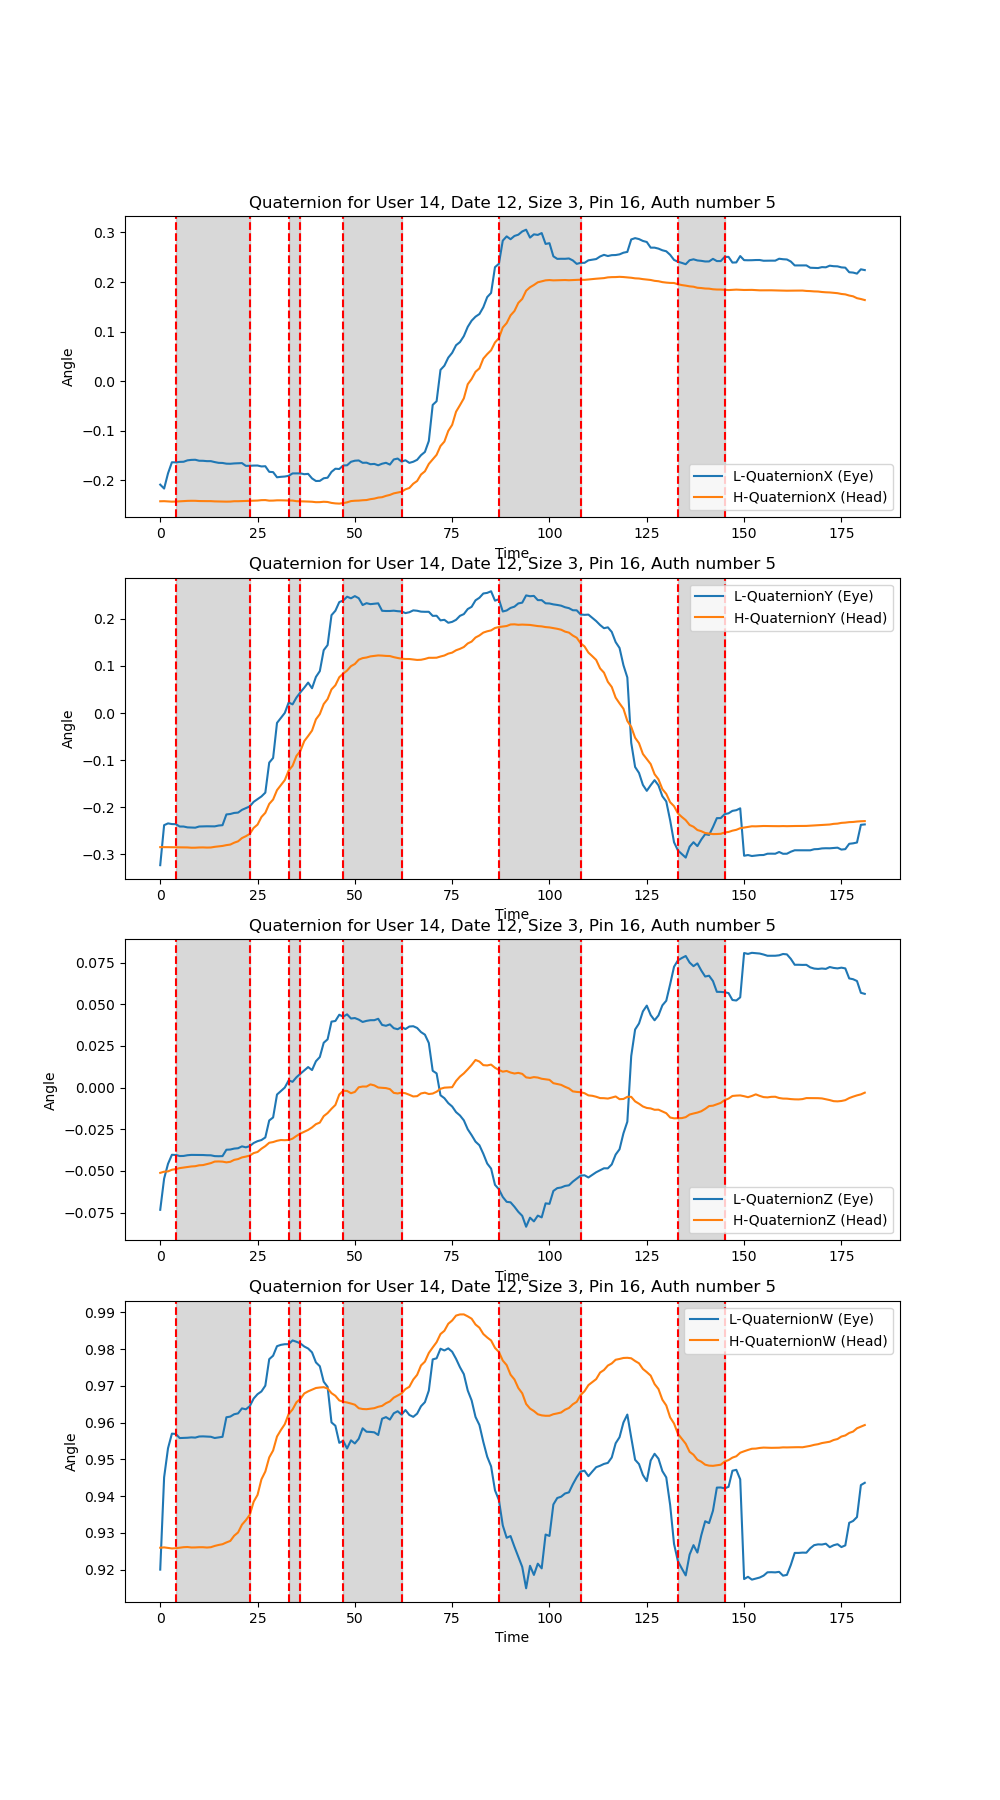 Quaternion for User 14, Date 12, Size 3, Pin 16, Auth number 5
0.3
0.2
0.1
0.0
−0.1
−0.2
Angle
L-QuaternionX (Eye)
H-QuaternionX (Head)
0 25 50 75 100 125 150 175
Time
Quaternion for User 14, Date 12, Size 3, Pin 16, Auth number 5
0.2
0.1
0.0
−0.1
−0.2
−0.3
Angle
L-QuaternionY (Eye)
H-QuaternionY (Head)
0 25 50 75 100 125 150 175
Time
Quaternion for User 14, Date 12, Size 3, Pin 16, Auth number 5
0.075
0.050
0.025
0.000
−0.025
−0.050
−0.075
Angle
L-QuaternionZ (Eye)
H-QuaternionZ (Head)
0 25 50 75 100 125 150 175
Time
Quaternion for User 14, Date 12, Size 3, Pin 16, Auth number 5
0.99
0.98
0.97
0.96
0.95
0.94
0.93
0.92
Angle
L-QuaternionW (Eye)
H-QuaternionW (Head)
0 25 50 75 100 125 150 175
Time